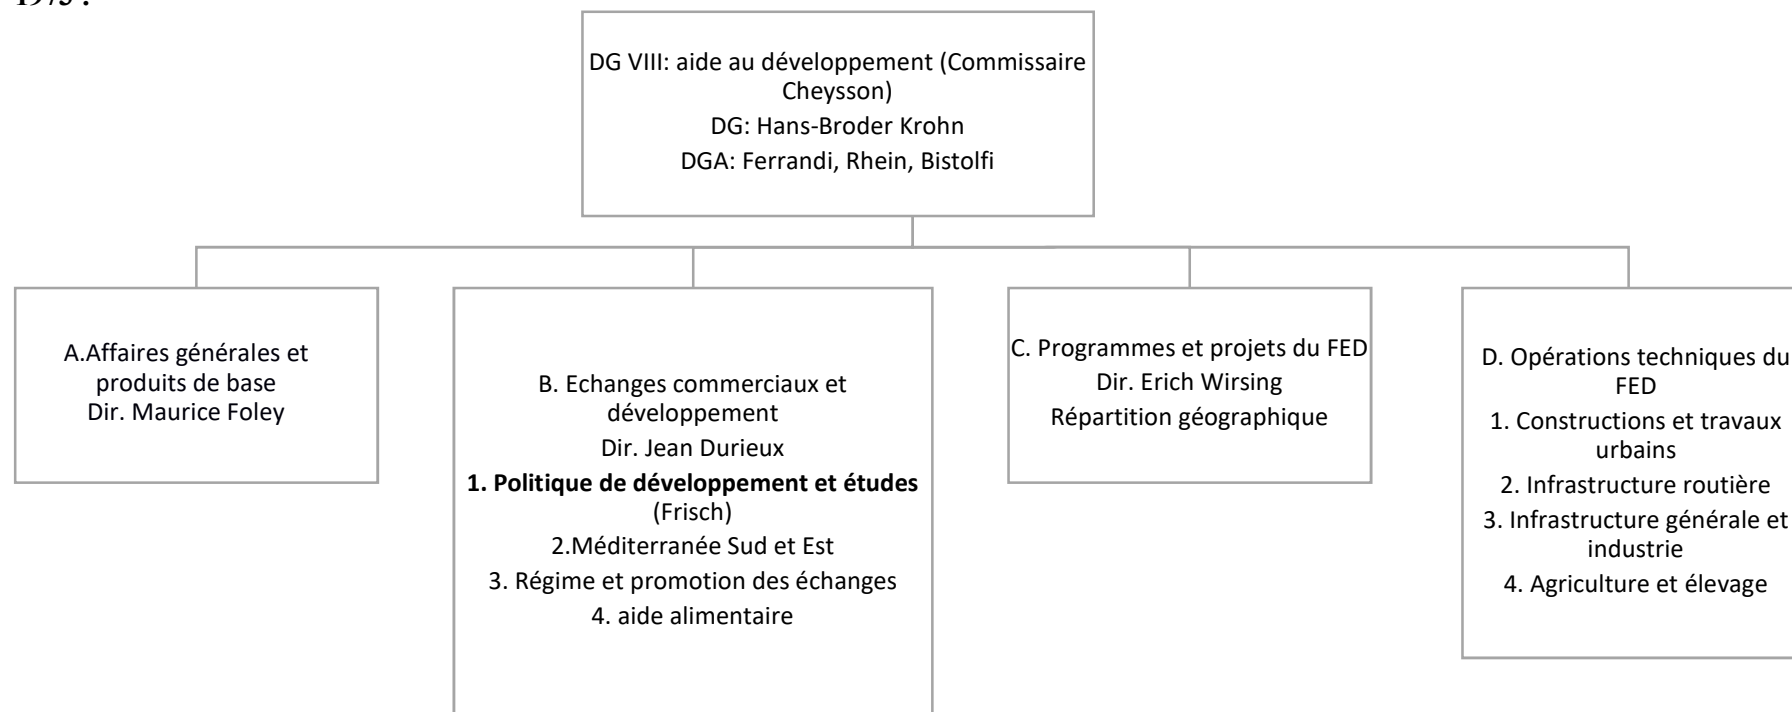 1975 :
DG VIII: aide au développement (Commissaire
Cheysson)
DG: Hans-Broder Krohn
DGA: Ferrandi, Rhein, Bistolfi
A.Affaires générales et
produits de base
Dir. Maurice Foley
B. Echanges commerciaux et
développement
Dir. Jean Durieux
1. Politique de développement et études
(Frisch)
2.Méditerranée Sud et Est
3. Régime et promotion des échanges
4. aide alimentaire
C. Programmes et projets du FED
Dir. Erich Wirsing
Répartition géographique
D. Opérations techniques du
FED
1. Constructions et travaux
urbains
2. Infrastructure routière
3. Infrastructure générale et
industrie
4. Agriculture et élevage